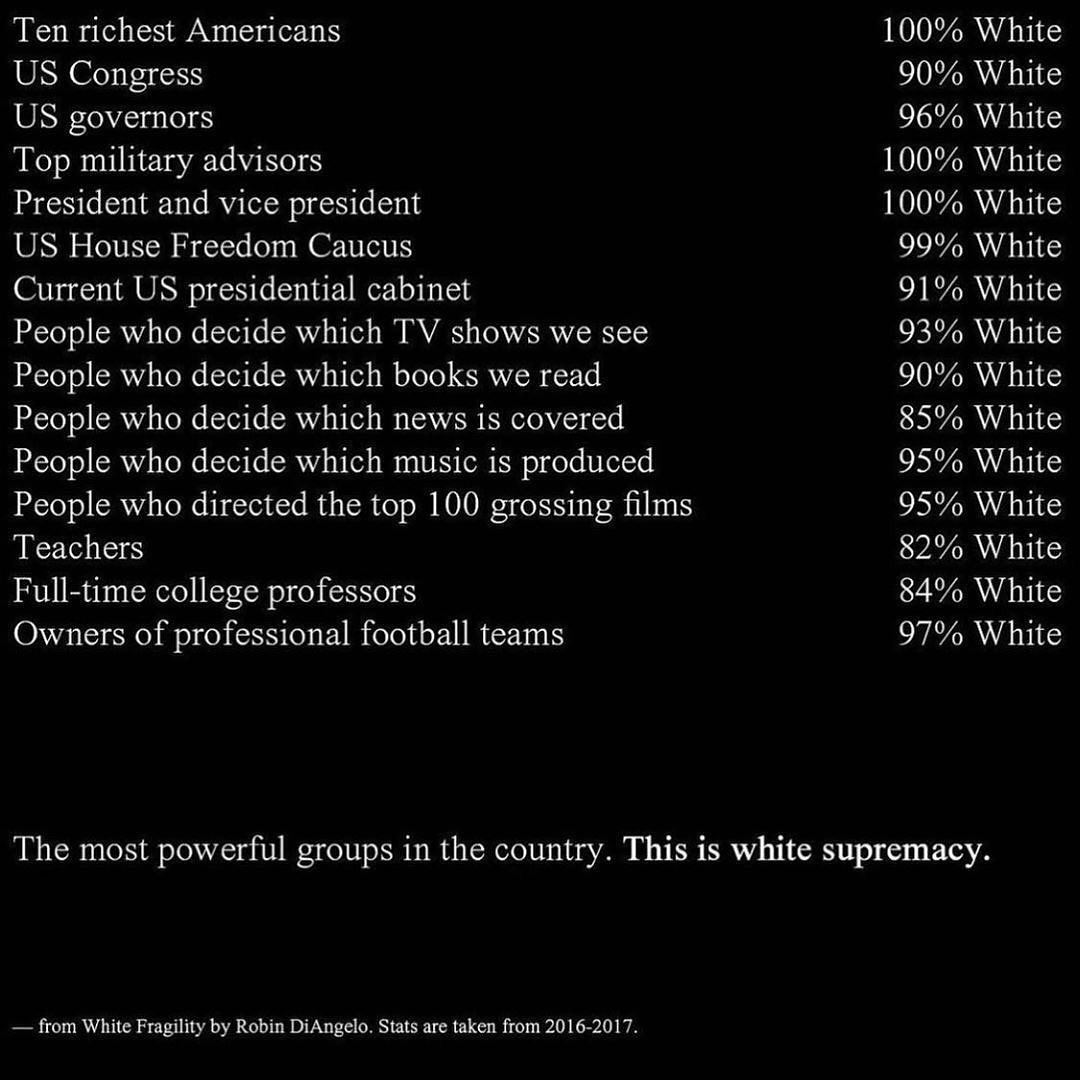 Ten richest Americans 100% White
US Congress 90% White
US governors 96% White
Top military advisors 100% White
President and vice president 100% White
US House Freedom Caucus 99% White
Current US presidential cabinet 91% White
People who decide which TV shows we see 93% White
People who decide which books we read 90% White
People who decide which news is covered 85% White
People who decide which music is produced 95% White
People who directed the top 100 grossing films 95% White
Teachers 82% White
Full-time college professors 84% White
Owners of professional football teams 97% White
The most powerful groups in the country. This is white supremacy.
— from White Fragility by Robin DiAngelo. Stats are taken from 2016-2017.